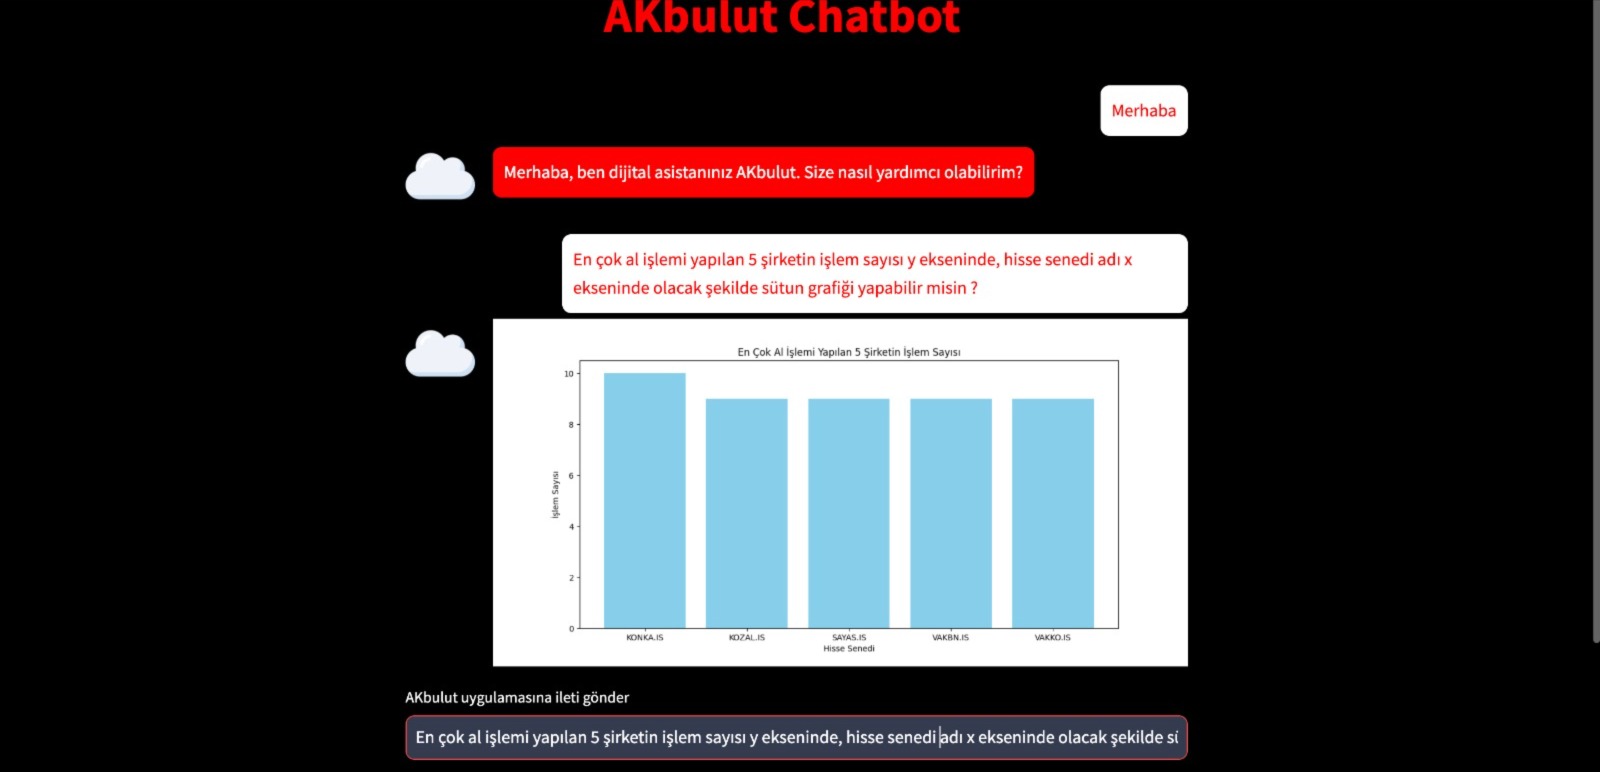 AKbulut Chatbot
Merhaba
Merhaba, ben dijital asistanınız AKbulut. Size nasıl yardımcı olabilirim?
En çok al işlemi yapılan 5 şirketin işlem sayısı y ekseninde, hisse senedi adı x
ekseninde olacak şekilde sütun grafiği yapabilir misin ?
En Çok Al İşlemi Yapılan 5 Şirketin İşlem Sayısı
10
8
6
4
2
0
İşlem Sayısı
KONKA.IS KOZAL.IS SAYAS.IS VAKBN.IS VAKKO.IS
Hisse Senedi
AKbulut uygulamasına ileti gönder
En çok al işlemi yapılan 5 şirketin işlem sayısı y ekseninde, hisse senedi adı x ekseninde olacak şekilde sü